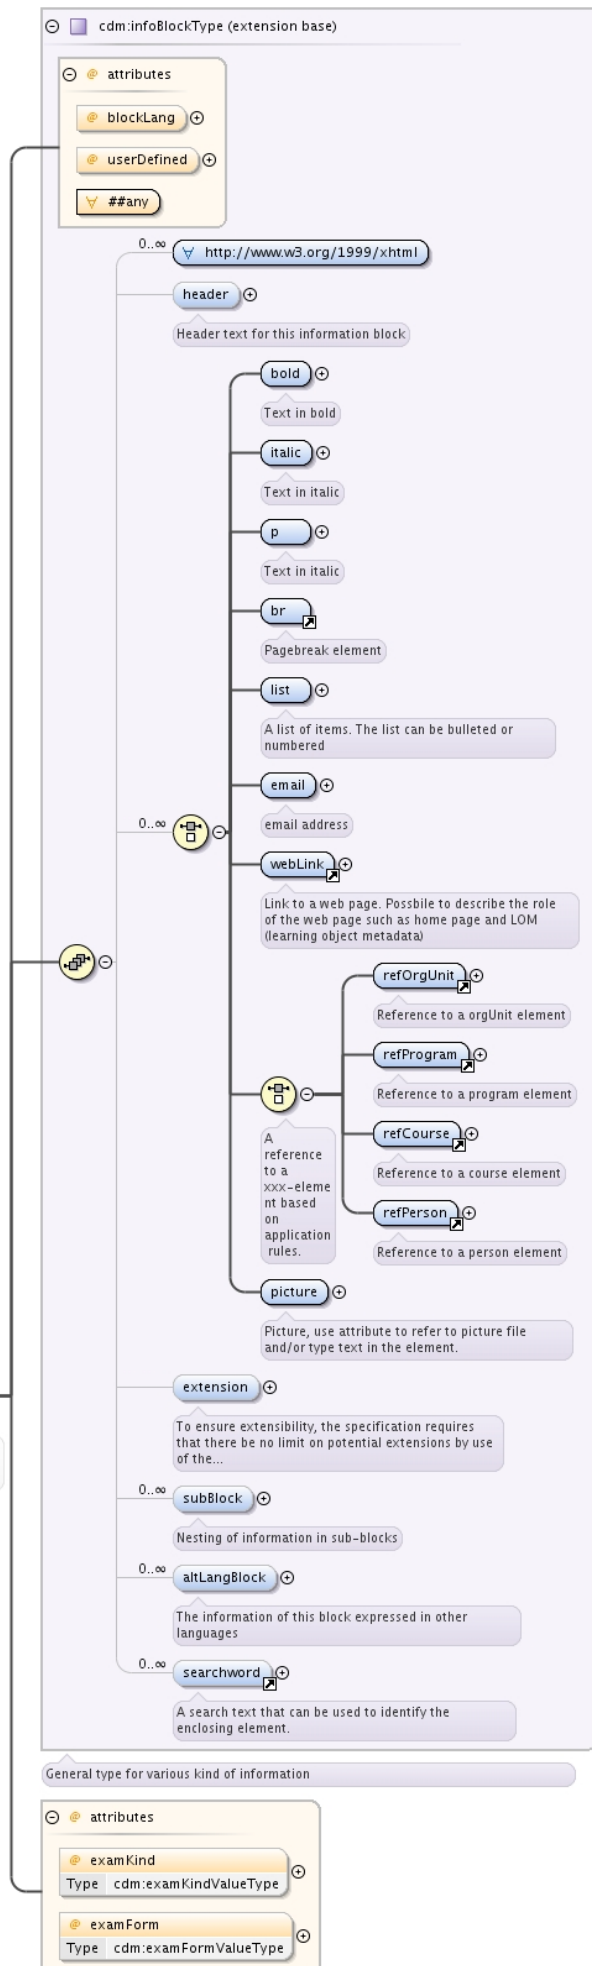 cdm:infoBlockType (extension base)
@ attributes
@ blockLang
@ userDefined
∀ ##any
0..∞
∀ http://www.w3.org/1999/xhtml
header
Header text for this information block
bold
Text in bold
italic
Text in italic
p
Text in italic
br
Pagebreak element
list
A list of items. The list can be bulleted or
numbered
email
email address
0..∞
webLink
Link to a web page. Possbile to describe the role
of the web page such as home page and LOM
(learning object metadata)
refOrgUnit
Reference to a orgUnit element
refProgram
Reference to a program element
A
reference
to a
xxx-eleme
nt based
on
application
rules.
refCourse
Reference to a course element
refPerson
Reference to a person element
picture
Picture, use attribute to refer to picture file
and/or type text in the element.
extension
To ensure extensibility, the specification requires
that there be no limit on potential extensions by use
of the...
0..∞
subBlock
Nesting of information in sub-blocks
0..∞
altLangBlock
The information of this block expressed in other
languages
0..∞
searchword
A search text that can be used to identify the
enclosing element.
General type for various kind of information
@ attributes
@ examKind
Type cdm:examKindValueType
@ examForm
Type cdm:examFormValueType